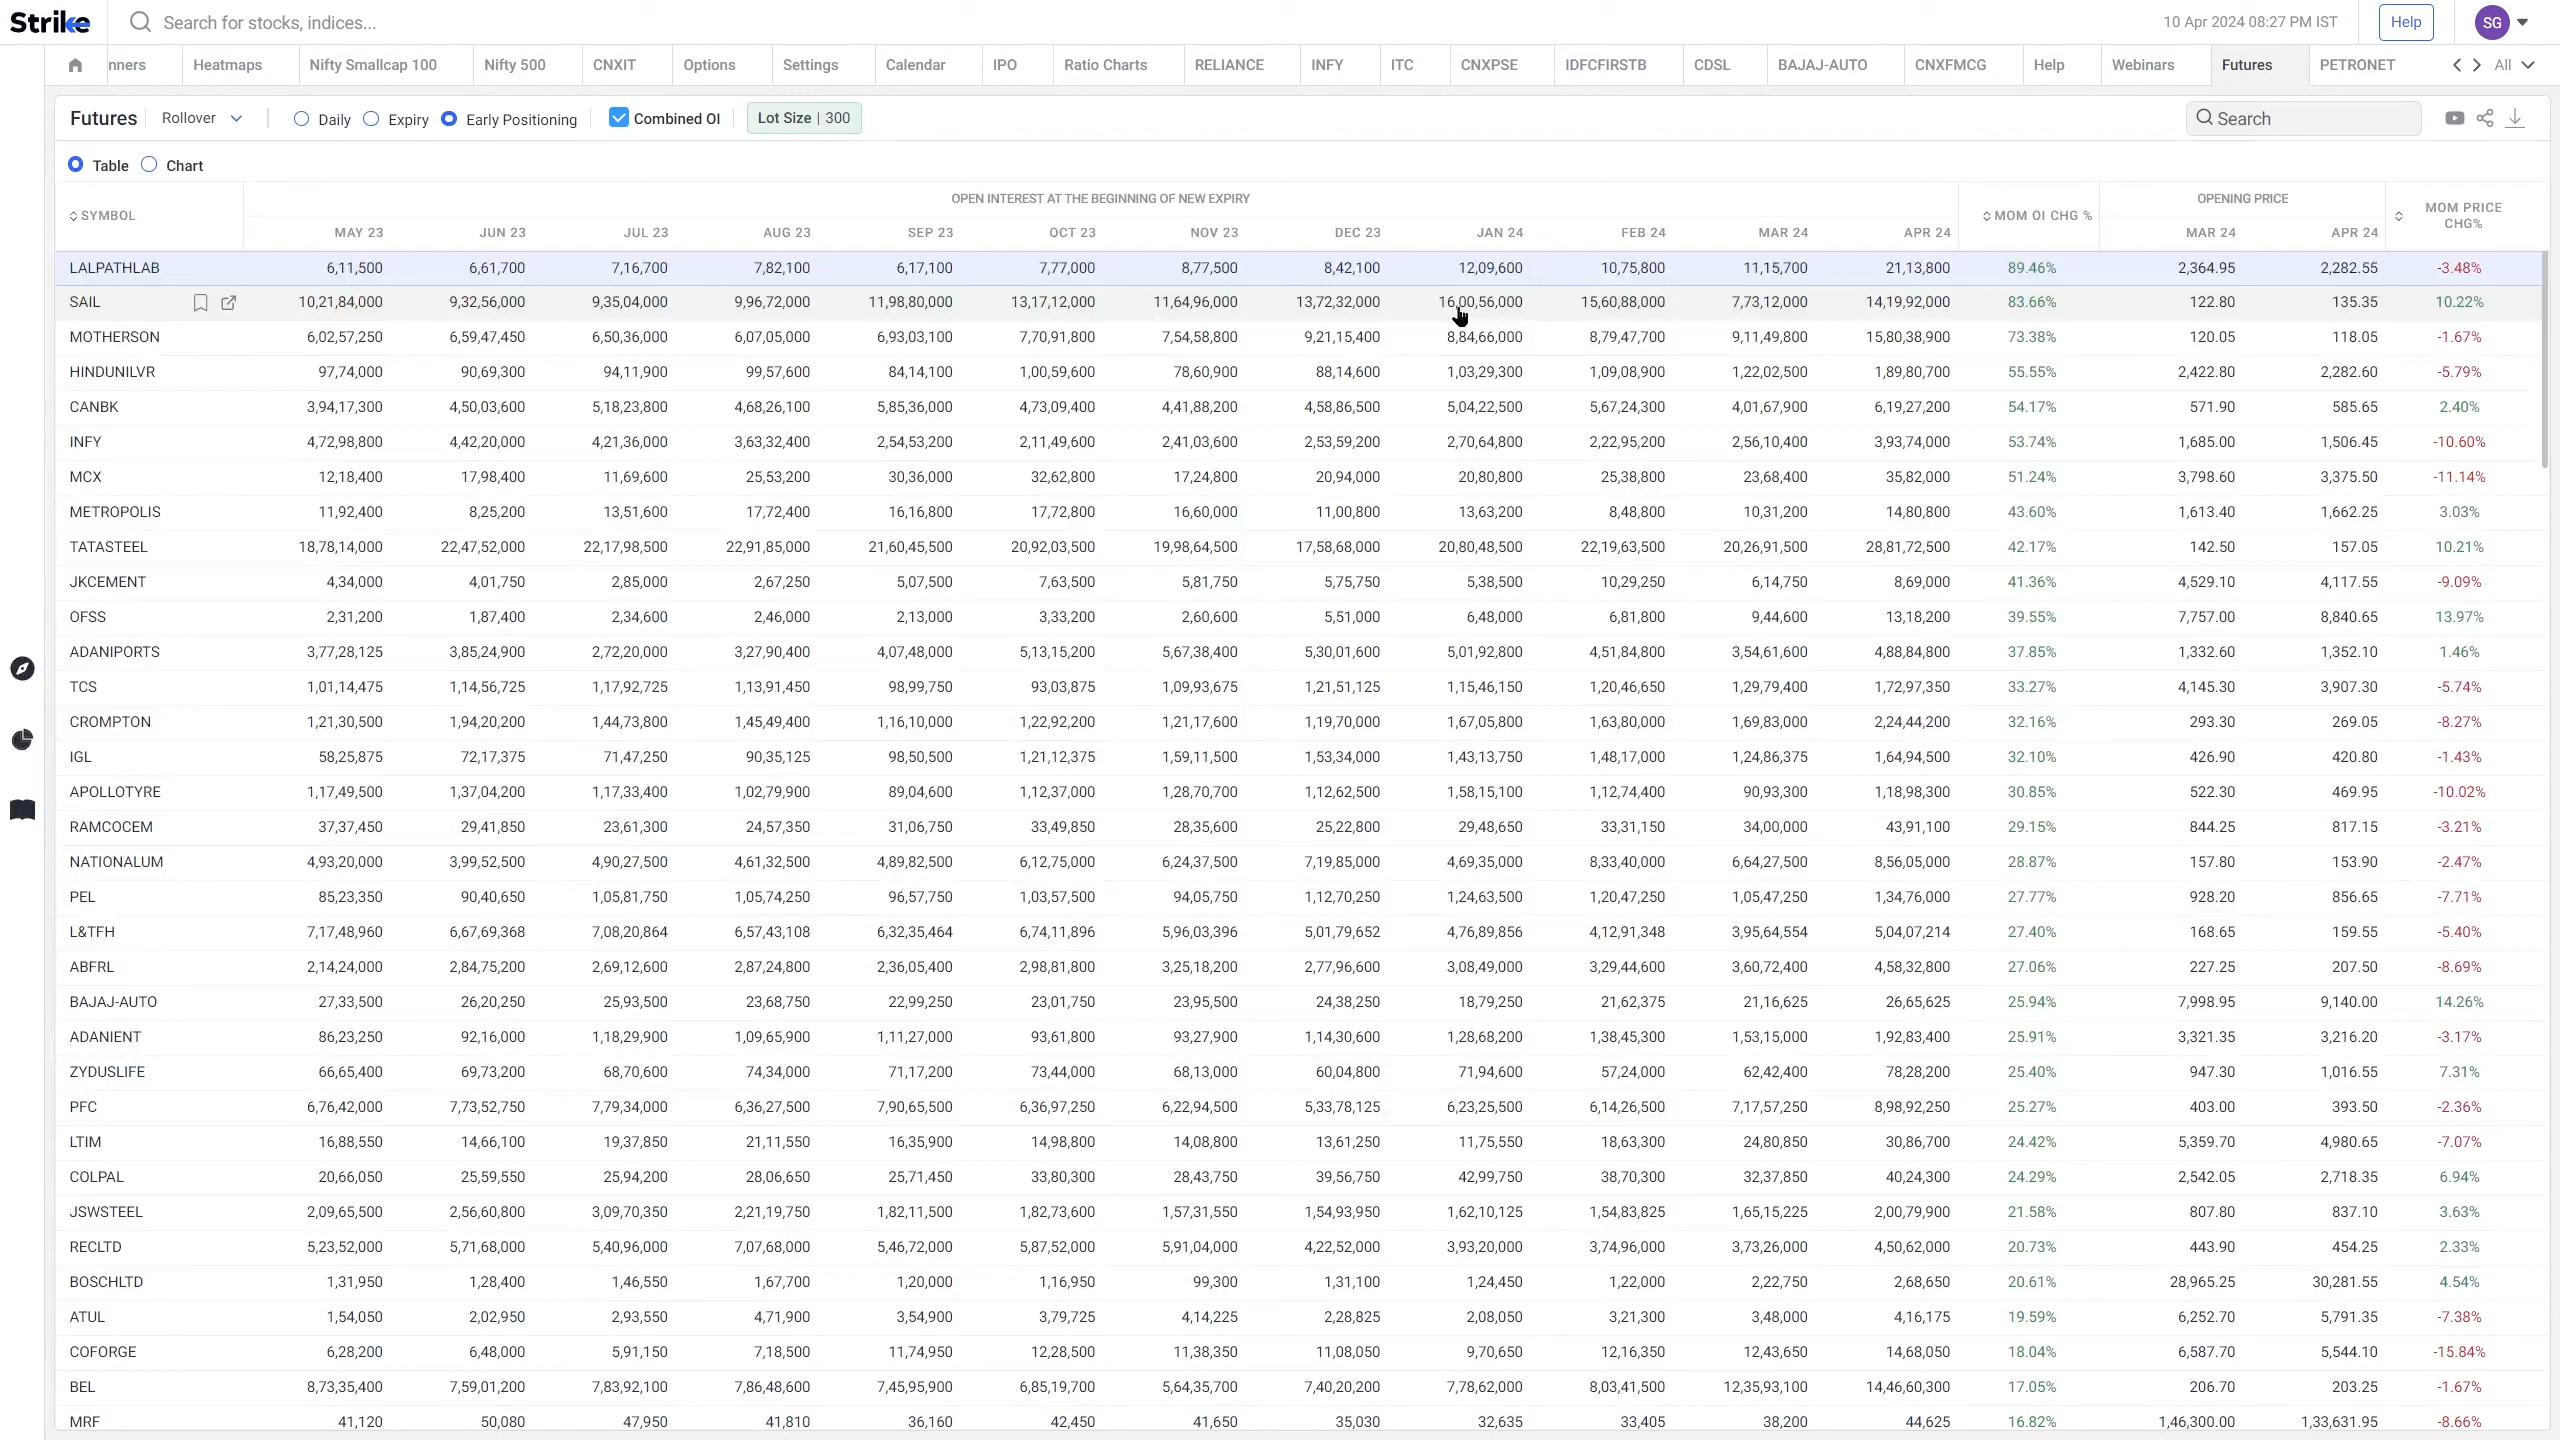 Strike Search for stocks, indices... 10 Apr 2024 08:27 PM IST Help SG
nners Heatmaps Nifty Smallcap 100 Nifty 500 CNXIT Options Settings Calendar IPO Ratio Charts RELIANCE INFY ITC CNXPSE IDFCFIRSTB CDSL BAJAJ-AUTO CNXFMCG Help Webinars Futures PETRONET All
Futures Rollover Daily Expiry Early Positioning Combined OI Lot Size | 300 Search
Table Chart
OPEN INTEREST AT THE BEGINNING OF NEW EXPIRY OPENING PRICE
SYMBOL MOM OI CHG % MOM PRICE CHG%
MAY 23 JUN 23 JUL 23 AUG 23 SEP 23 OCT 23 NOV 23 DEC 23 JAN 24 FEB 24 MAR 24 APR 24 MAR 24 APR 24
LALPATHLAB 6,11,500 6,61,700 7,16,700 7,82,100 6,17,100 7,77,000 8,77,500 8,42,100 12,09,600 10,75,800 11,15,700 21,13,800 89.46% 2,364.95 2,282.55 -3.48%
SAIL 10,21,84,000 9,32,56,000 9,35,04,000 9,96,72,000 11,98,80,000 13,17,12,000 11,64,96,000 13,72,32,000 16,00,56,000 15,60,88,000 7,73,12,000 14,19,92,000 83.66% 122.80 135.35 10.22%
MOTHERSON 6,02,57,250 6,59,47,450 6,50,36,000 6,07,05,000 6,93,03,100 7,70,91,800 7,54,58,800 9,21,15,400 8,84,66,000 8,79,47,700 9,11,49,800 15,80,38,900 73.38% 120.05 118.05 -1.67%
HINDUNILVR 97,74,000 90,69,300 94,11,900 99,57,600 84,14,100 1,00,59,600 78,60,900 88,14,600 1,03,29,300 1,09,08,900 1,22,02,500 1,89,80,700 55.55% 2,422.80 2,282.60 -5.79%
CANBK 3,94,17,300 4,50,03,600 5,18,23,800 4,68,26,100 5,85,36,000 4,73,09,400 4,41,88,200 4,58,86,500 5,04,22,500 5,67,24,300 4,01,67,900 6,19,27,200 54.17% 571.90 585.65 2.40%
INFY 4,72,98,800 4,42,20,000 4,21,36,000 3,63,32,400 2,54,53,200 2,11,49,600 2,41,03,600 2,53,59,200 2,70,64,800 2,22,95,200 2,56,10,400 3,93,74,000 53.74% 1,685.00 1,506.45 -10.60%
MCX 12,18,400 17,98,400 11,69,600 25,53,200 30,36,000 32,62,800 17,24,800 20,94,000 20,80,800 25,38,800 23,68,400 35,82,000 51.24% 3,798.60 3,375.50 -11.14%
METROPOLIS 11,92,400 8,25,200 13,51,600 17,72,400 16,16,800 17,72,800 16,60,000 11,00,800 13,63,200 8,48,800 10,31,200 14,80,800 43.60% 1,613.40 1,662.25 3.03%
TATASTEEL 18,78,14,000 22,47,52,000 22,17,98,500 22,91,85,000 21,60,45,500 20,92,03,500 19,98,64,500 17,58,68,000 20,80,48,500 22,19,63,500 20,26,91,500 28,81,72,500 42.17% 142.50 157.05 10.21%
JKCEMENT 4,34,000 4,01,750 2,85,000 2,67,250 5,07,500 7,63,500 5,81,750 5,75,750 5,38,500 10,29,250 6,14,750 8,69,000 41.36% 4,529.10 4,117.55 -9.09%
OFSS 2,31,200 1,87,400 2,34,600 2,46,000 2,13,000 3,33,200 2,60,600 5,51,000 6,48,000 6,81,800 9,44,600 13,18,200 39.55% 7,757.00 8,840.65 13.97%
ADANIPORTS 3,77,28,125 3,85,24,900 2,72,20,000 3,27,90,400 4,07,48,000 5,13,15,200 5,67,38,400 5,30,01,600 5,01,92,800 4,51,84,800 3,54,61,600 4,88,84,800 37.85% 1,332.60 1,352.10 1.46%
TCS 1,01,14,475 1,14,56,725 1,17,92,725 1,13,91,450 98,99,750 93,03,875 1,09,93,675 1,21,51,125 1,15,46,150 1,20,46,650 1,29,79,400 1,72,97,350 33.27% 4,145.30 3,907.30 -5.74%
CROMPTON 1,21,30,500 1,94,20,200 1,44,73,800 1,45,49,400 1,16,10,000 1,22,92,200 1,21,17,600 1,19,70,000 1,67,05,800 1,63,80,000 1,69,83,000 2,24,44,200 32.16% 293.30 269.05 -8.27%
IGL 58,25,875 72,17,375 71,47,250 90,35,125 98,50,500 1,21,12,375 1,59,11,500 1,53,34,000 1,43,13,750 1,48,17,000 1,24,86,375 1,64,94,500 32.10% 426.90 420.80 -1.43%
APOLLOTYRE 1,17,49,500 1,37,04,200 1,17,33,400 1,02,79,900 89,04,600 1,12,37,000 1,28,70,700 1,12,62,500 1,58,15,100 1,12,74,400 90,93,300 1,18,98,300 30.85% 522.30 469.95 -10.02%
RAMCOCEM 37,37,450 29,41,850 23,61,300 24,57,350 31,06,750 33,49,850 28,35,600 25,22,800 29,48,650 33,31,150 34,00,000 43,91,100 29.15% 844.25 817.15 -3.21%
NATIONALUM 4,93,20,000 3,99,52,500 4,90,27,500 4,61,32,500 4,89,82,500 6,12,75,000 6,24,37,500 7,19,85,000 4,69,35,000 8,33,40,000 6,64,27,500 8,56,05,000 28.87% 157.80 153.90 -2.47%
PEL 85,23,350 90,40,650 1,05,81,750 1,05,74,250 96,57,750 1,03,57,500 94,05,750 1,12,70,250 1,24,63,500 1,20,47,250 1,05,47,250 1,34,76,000 27.77% 928.20 856.65 -7.71%
L&TFH 7,17,48,960 6,67,69,368 7,08,20,864 6,57,43,108 6,32,35,464 6,74,11,896 5,96,03,396 5,01,79,652 4,76,89,856 4,12,91,348 3,95,64,554 5,04,07,214 27.40% 168.65 159.55 -5.40%
ABFRL 2,14,24,000 2,84,75,200 2,69,12,600 2,87,24,800 2,36,05,400 2,98,81,800 3,25,18,200 2,77,96,600 3,08,49,000 3,29,44,600 3,60,72,400 4,58,32,800 27.06% 227.25 207.50 -8.69%
BAJAJ-AUTO 27,33,500 26,20,250 25,93,500 23,68,750 22,99,250 23,01,750 23,95,500 24,38,250 18,79,250 21,62,375 21,16,625 26,65,625 25.94% 7,998.95 9,140.00 14.26%
ADANIENT 86,23,250 92,16,000 1,18,29,900 1,09,65,900 1,11,27,000 93,61,800 93,27,900 1,14,30,600 1,28,68,200 1,38,45,300 1,53,15,000 1,92,83,400 25.91% 3,321.35 3,216.20 -3.17%
ZYDUSLIFE 66,65,400 69,73,200 68,70,600 74,34,000 71,17,200 73,44,000 68,13,000 60,04,800 71,94,600 57,24,000 62,42,400 78,28,200 25.40% 947.30 1,016.55 7.31%
PFC 6,76,42,000 7,73,52,750 7,79,34,000 6,36,27,500 7,90,65,500 6,36,97,250 6,22,94,500 5,33,78,125 6,23,25,500 6,14,26,500 7,17,57,250 8,98,92,250 25.27% 403.00 393.50 -2.36%
LTIM 16,88,550 14,66,100 19,37,850 21,11,550 16,35,900 14,98,800 14,08,800 13,61,250 11,75,550 18,63,300 24,80,850 30,86,700 24.42% 5,359.70 4,980.65 -7.07%
COLPAL 20,66,050 25,59,550 25,94,200 28,06,650 25,71,450 33,80,300 28,43,750 39,56,750 42,99,750 38,70,300 32,37,850 40,24,300 24.29% 2,542.05 2,718.35 6.94%
JSWSTEEL 2,09,65,500 2,56,60,800 3,09,70,350 2,21,19,750 1,82,11,500 1,82,73,600 1,57,31,550 1,54,93,950 1,62,10,125 1,54,83,825 1,65,15,225 2,00,79,900 21.58% 807.80 837.10 3.63%
RECLTD 5,23,52,000 5,71,68,000 5,40,96,000 7,07,68,000 5,46,72,000 5,87,52,000 5,91,04,000 4,22,52,000 3,93,20,000 3,74,96,000 3,73,26,000 4,50,62,000 20.73% 443.90 454.25 2.33%
BOSCHLTD 1,31,950 1,28,400 1,46,550 1,67,700 1,20,000 1,16,950 99,300 1,31,100 1,24,450 1,22,000 2,22,750 2,68,650 20.61% 28,965.25 30,281.55 4.54%
ATUL 1,54,050 2,02,950 2,93,550 4,71,900 3,54,900 3,79,725 4,14,225 2,28,825 2,08,050 3,21,300 3,48,000 4,16,175 19.59% 6,252.70 5,791.35 -7.38%
COFORGE 6,28,200 6,48,000 5,91,150 7,18,500 11,74,950 12,28,500 11,38,350 11,08,050 9,70,650 12,16,350 12,43,650 14,68,050 18.04% 6,587.70 5,544.10 -15.84%
BEL 8,73,35,400 7,59,01,200 7,83,92,100 7,86,48,600 7,45,95,900 6,85,19,700 5,64,35,700 7,40,20,200 7,78,62,000 8,03,41,500 12,35,93,100 14,46,60,300 17.05% 206.70 203.25 -1.67%
MRF 41,120 50,080 47,950 41,810 36,160 42,450 41,650 35,030 32,635 33,405 38,200 44,625 16.82% 1,46,300.00 1,33,631.95 -8.66%